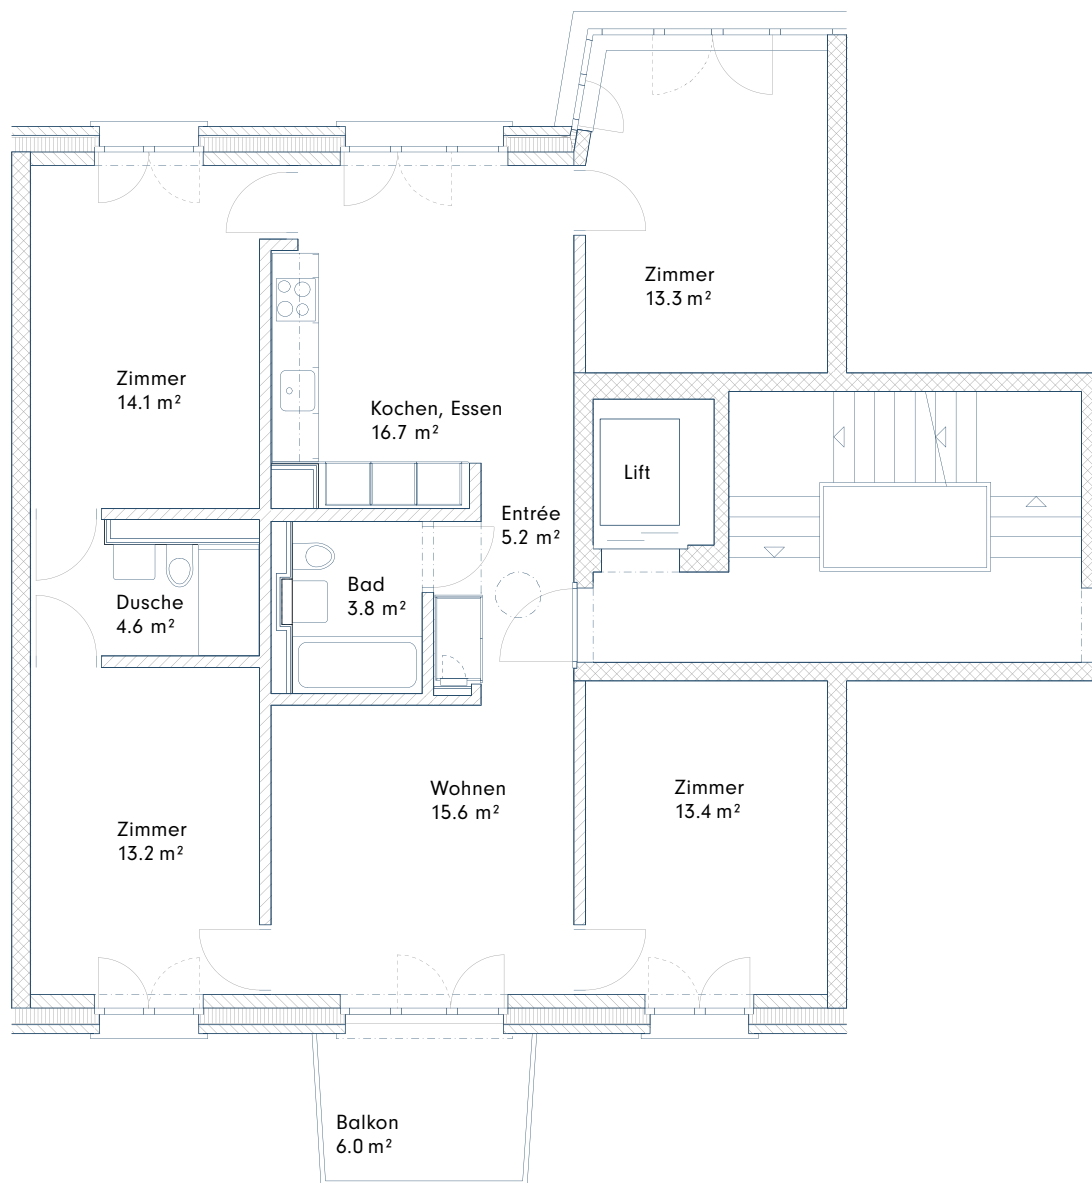 Zimmer
13.3 m²
Zimmer
14.1 m²
Kochen, Essen
16.7 m²
Lift
Entrée
5.2 m²
Bad
3.8 m²
Dusche
4.6 m²
Wohnen
15.6 m²
Zimmer
13.4 m²
Zimmer
13.2 m²
Balkon
6.0 m²